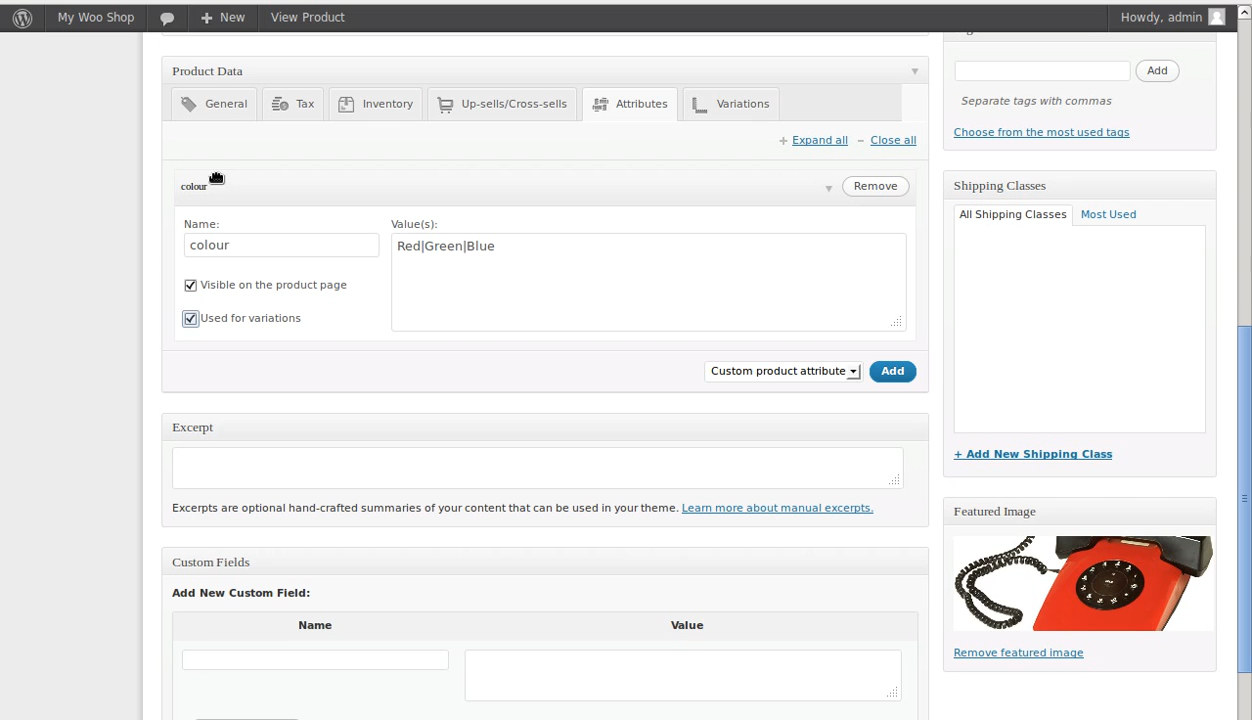 My Woo Shop
New
View Product
Howdy, admin
Product Data
General
Tax
Inventory
Up-sells/Cross-sells
Attributes
Variations
Expand all
Close all
colour
Remove
Name:
Value(s):
colour
Red|Green|Blue
Visible on the product page
Used for variations
Custom product attribute
Add
Excerpt
Excerpts are optional hand-crafted summaries of your content that can be used in your theme. Learn more about manual excerpts.
Custom Fields
Add New Custom Field:
Name
Value
Add
Separate tags with commas
Choose from the most used tags
Shipping Classes
All Shipping Classes
Most Used
+ Add New Shipping Class
Featured Image
Remove featured image